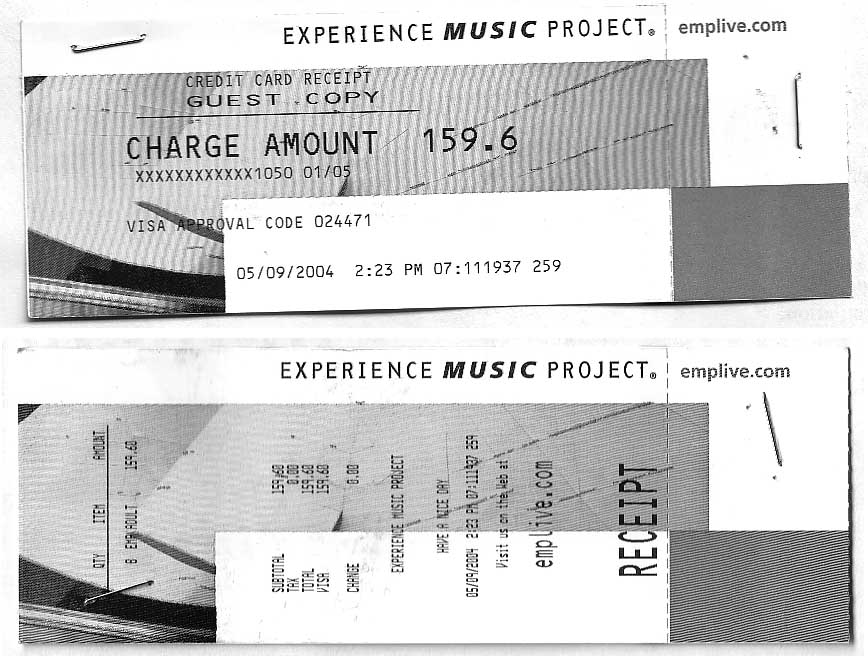 EXPERIENCE MUSIC PROJECT® emplive.com
CREDIT CARD RECEIPT
GUEST COPY
CHARGE AMOUNT 159.6
XXXXXXXXXXXX1050 01/05
VISA APPROVAL CODE 024471
05/09/2004 2:23 PM 07:111937 259
EXPERIENCE MUSIC PROJECT® emplive.com
QTY ITEM AMOUNT
8 EMP ADULT 159.60
SUBTOTAL 159.60
TAX 0.00
TOTAL 159.60
VISA 159.60
CHANGE 0.00
EXPERIENCE MUSIC PROJECT
HAVE A NICE DAY
05/09/2004 2:23 PM 07:111937 259
Visit us on the Web at
emplive.com
RECEIPT